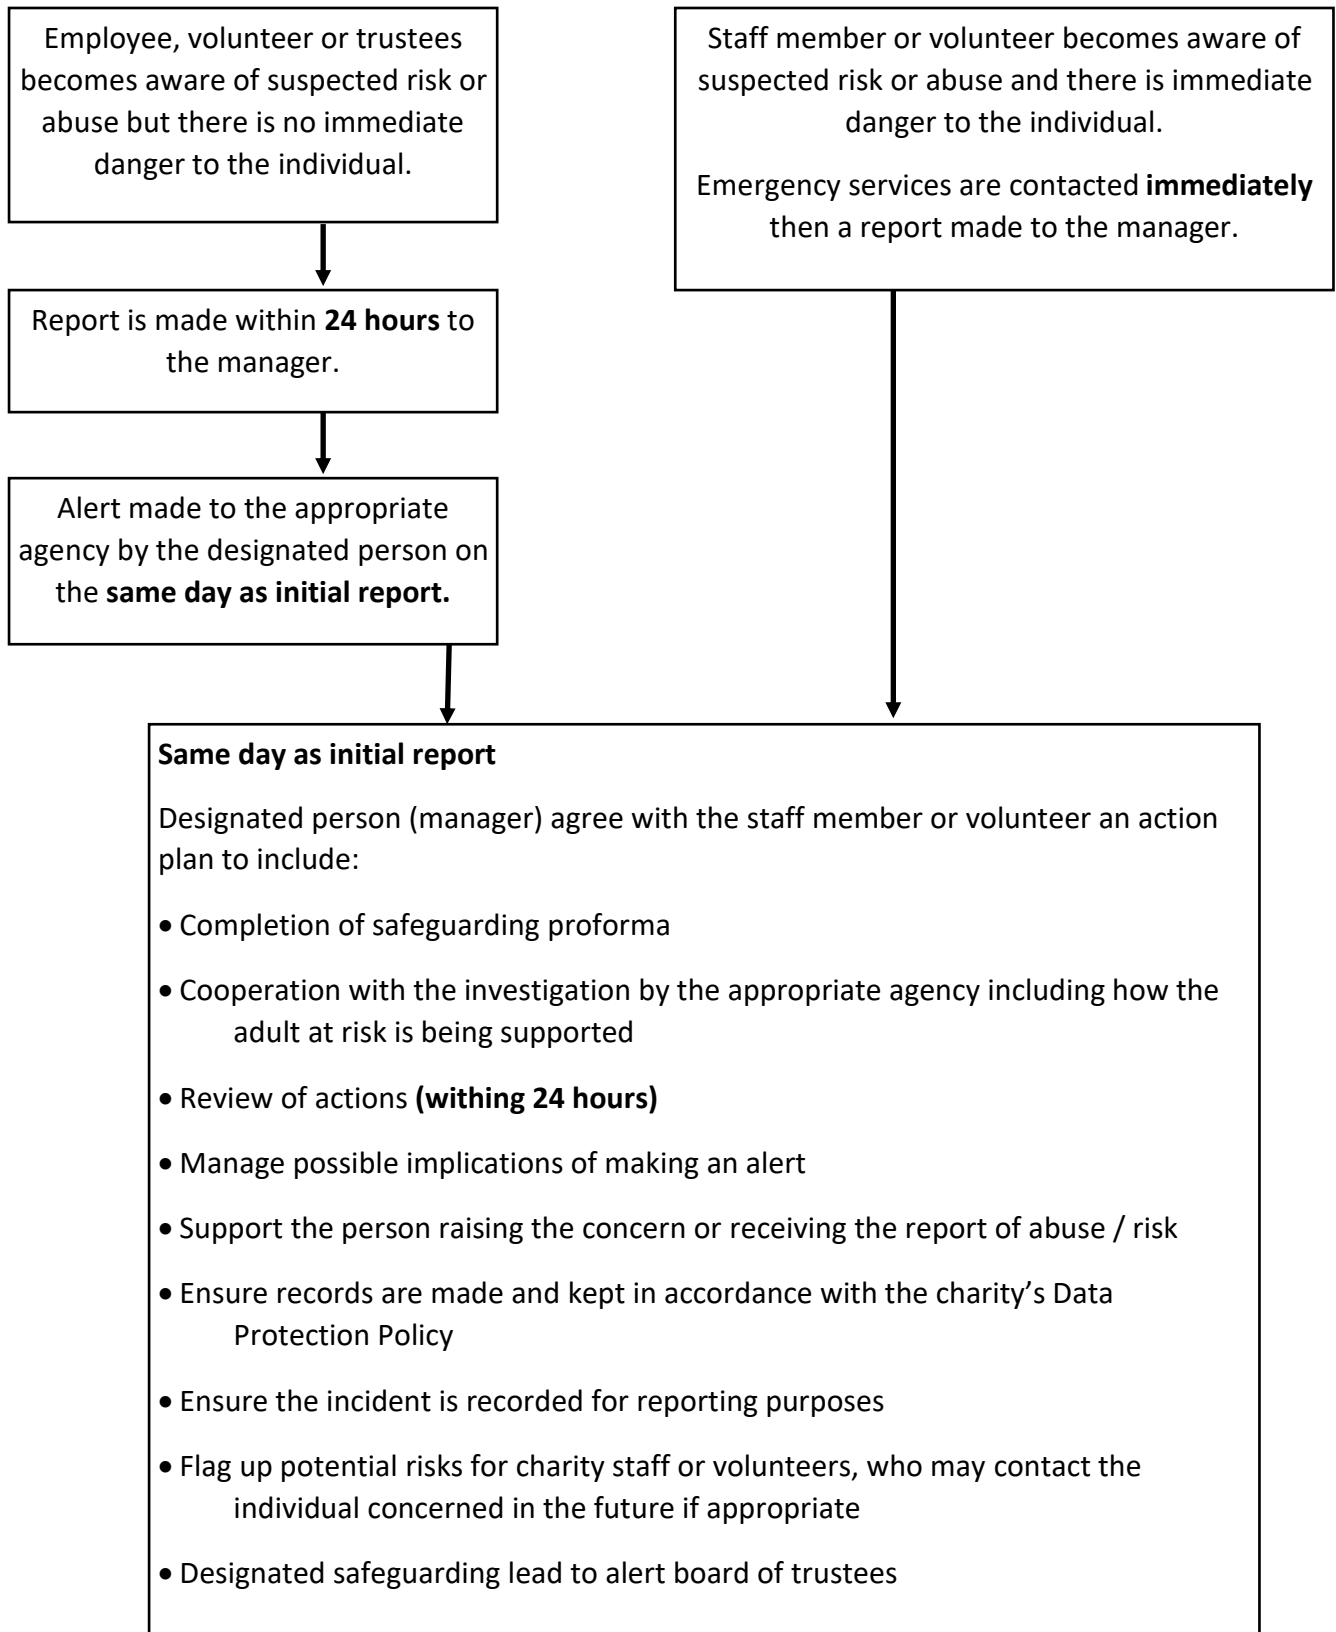 Employee, volunteer or trustees
becomes aware of suspected risk or
abuse but there is no immediate
danger to the individual.
Report is made within 24 hours to
the manager.
Alert made to the appropriate
agency by the designated person on
the same day as initial report.
Staff member or volunteer becomes aware of
suspected risk or abuse and there is immediate
danger to the individual.
Emergency services are contacted immediately
then a report made to the manager.
Same day as initial report
Designated person (manager) agree with the staff member or volunteer an action
plan to include:
• Completion of safeguarding proforma
• Cooperation with the investigation by the appropriate agency including how the
adult at risk is being supported
• Review of actions (withing 24 hours)
• Manage possible implications of making an alert
• Support the person raising the concern or receiving the report of abuse / risk
• Ensure records are made and kept in accordance with the charity’s Data
Protection Policy
• Ensure the incident is recorded for reporting purposes
• Flag up potential risks for charity staff or volunteers, who may contact the
individual concerned in the future if appropriate
• Designated safeguarding lead to alert board of trustees